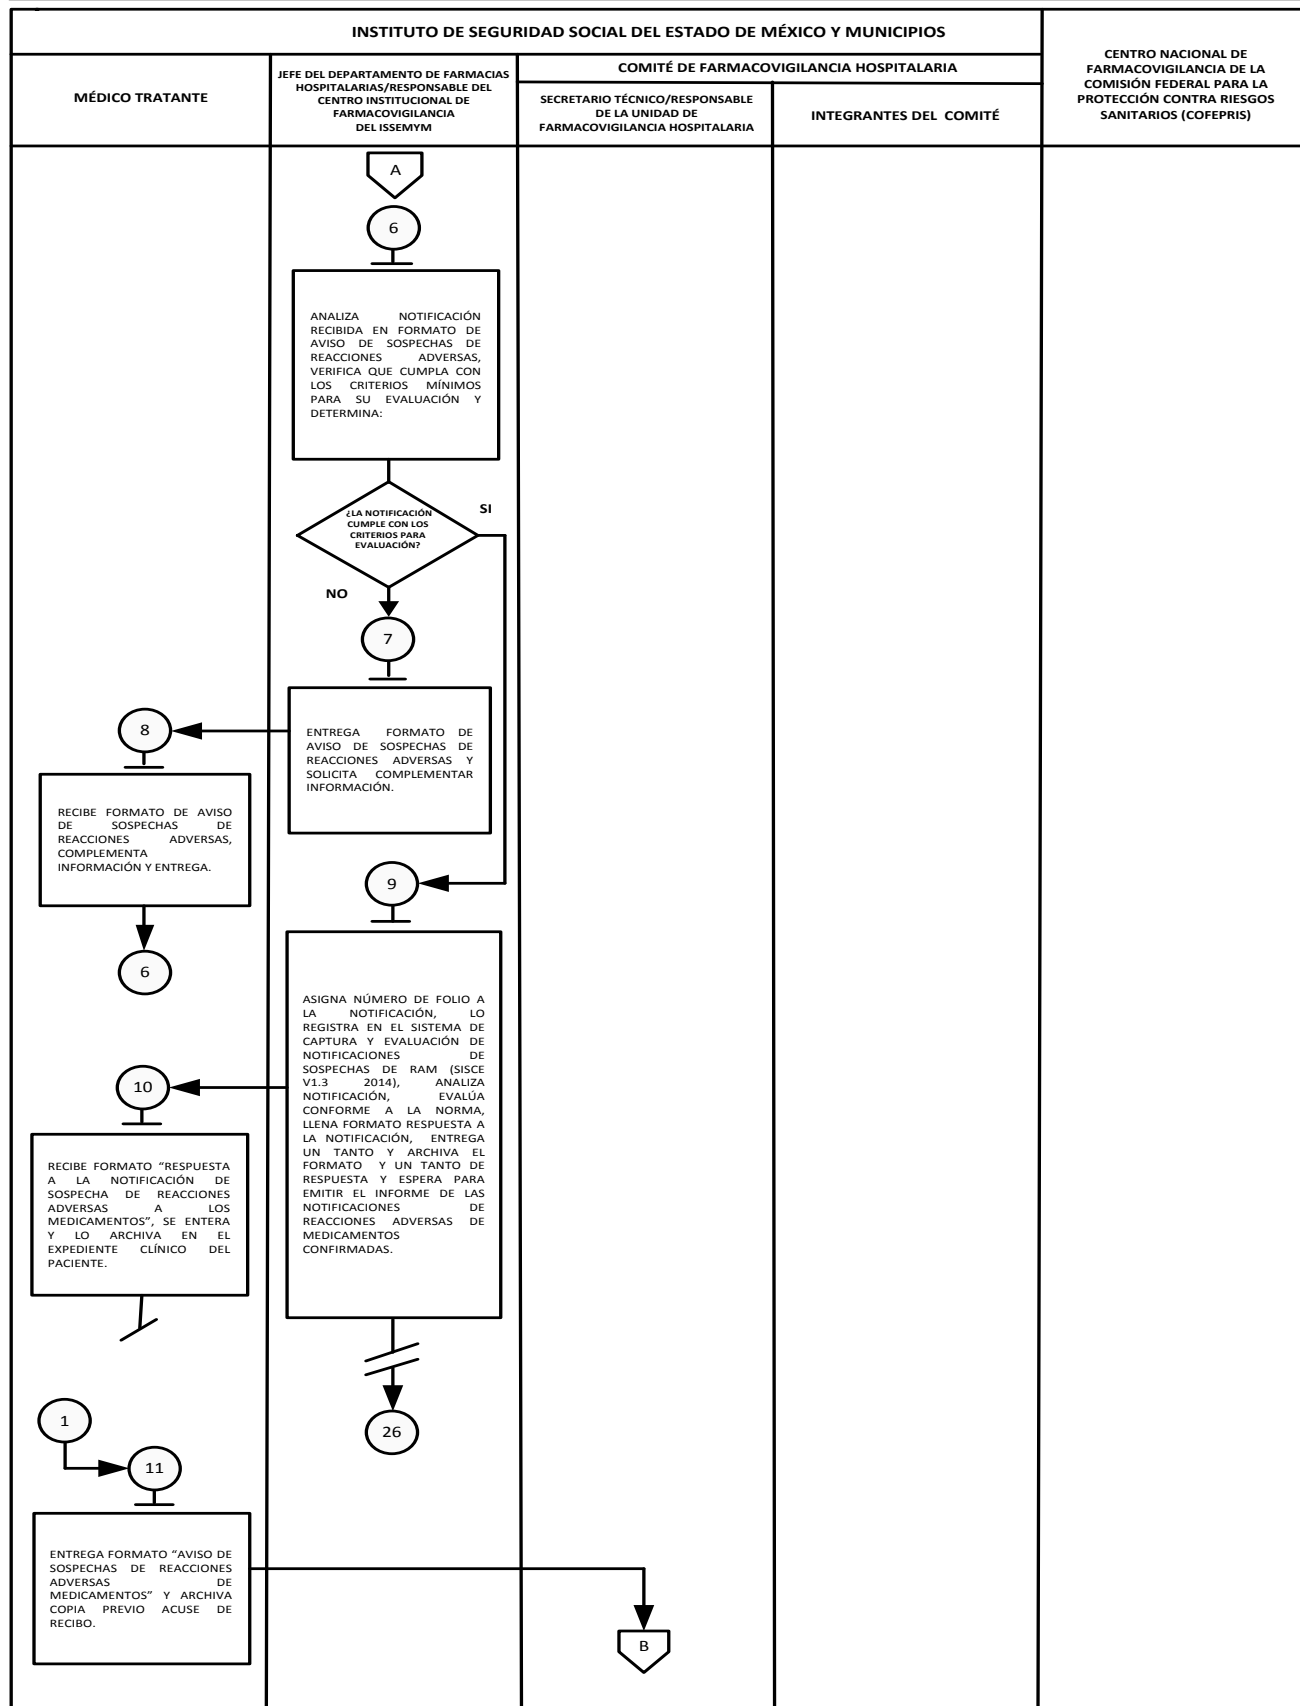 INSTITUTO DE SEGURIDAD SOCIAL DEL ESTADO DE MÉXICO Y MUNICIPIOS
CENTRO NACIONAL DE
FARMACOVIGILANCIA DE LA
COMISIÓN FEDERAL PARA LA
PROTECCIÓN CONTRA RIESGOS
SANITARIOS (COFEPRIS)
MÉDICO TRATANTE
JEFE DEL DEPARTAMENTO DE FARMACIAS
HOSPITALARIAS/RESPONSABLE DEL
CENTRO INSTITUCIONAL DE
FARMACOVIGILANCIA
DEL ISSEMYM
COMITÉ DE FARMACOVIGILANCIA HOSPITALARIA
SECRETARIO TÉCNICO/RESPONSABLE
DE LA UNIDAD DE
FARMACOVIGILANCIA HOSPITALARIA
INTEGRANTES DEL COMITÉ
A
6
ANALIZA NOTIFICACIÓN
RECIBIDA EN FORMATO DE
AVISO DE SOSPECHAS DE
REACCIONES ADVERSAS,
VERIFICA QUE CUMPLA CON
LOS CRITERIOS MÍNIMOS
PARA SU EVALUACIÓN Y
DETERMINA:
¿LA NOTIFICACIÓN
CUMPLE CON LOS
CRITERIOS PARA
EVALUACIÓN?
SI
NO
7
ENTREGA FORMATO DE
AVISO DE SOSPECHAS DE
REACCIONES ADVERSAS Y
SOLICITA COMPLEMENTAR
INFORMACIÓN.
8
RECIBE FORMATO DE AVISO
DE SOSPECHAS DE
REACCIONES ADVERSAS,
COMPLEMENTA
INFORMACIÓN Y ENTREGA.
6
9
ASIGNA NÚMERO DE FOLIO A
LA NOTIFICACIÓN, LO
REGISTRA EN EL SISTEMA DE
CAPTURA Y EVALUACIÓN DE
NOTIFICACIONES DE
SOSPECHAS DE RAM (SISCE
V1.3 2014), ANALIZA
NOTIFICACIÓN, EVALÚA
CONFORME A LA NORMA,
LLENA FORMATO RESPUESTA A
LA NOTIFICACIÓN, ENTREGA
UN TANTO Y ARCHIVA EL
FORMATO Y UN TANTO DE
RESPUESTA Y ESPERA PARA
EMITIR EL INFORME DE LAS
NOTIFICACIONES DE
REACCIONES ADVERSAS DE
MEDICAMENTOS
CONFIRMADAS.
10
RECIBE FORMATO “RESPUESTA
A LA NOTIFICACIÓN DE
SOSPECHA DE REACCIONES
ADVERSAS A LOS
MEDICAMENTOS”, SE ENTERA
Y LO ARCHIVA EN EL
EXPEDIENTE CLÍNICO DEL
PACIENTE.
26
1
11
ENTREGA FORMATO “AVISO DE
SOSPECHAS DE REACCIONES
ADVERSAS DE
MEDICAMENTOS” Y ARCHIVA
COPIA PREVIO ACUSE DE
RECIBO.
B